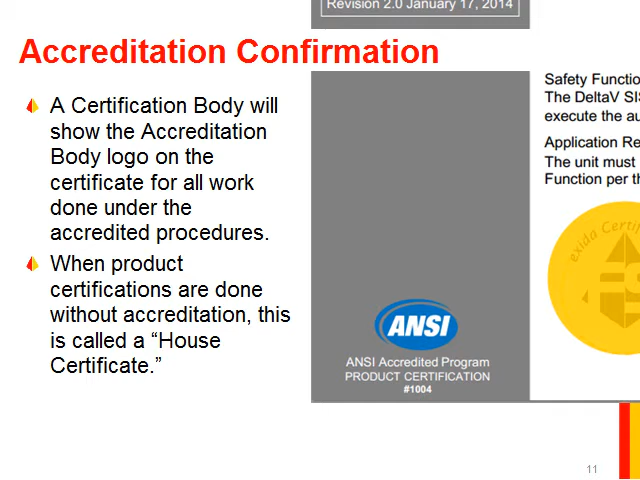 Revision 2.0 January 17, 2014
Accreditation Confirmation
A Certification Body will
show the Accreditation
Body logo on the
certificate for all work
done under the
accredited procedures.
When product
certifications are done
without accreditation, this
is called a “House
Certificate.”
Safety Functio
The DeltaV SIS
execute the au
Application Re
The unit must
Function per th
exida Certifi
ANSI
ANSI Accredited Program
PRODUCT CERTIFICATION
#1004
11